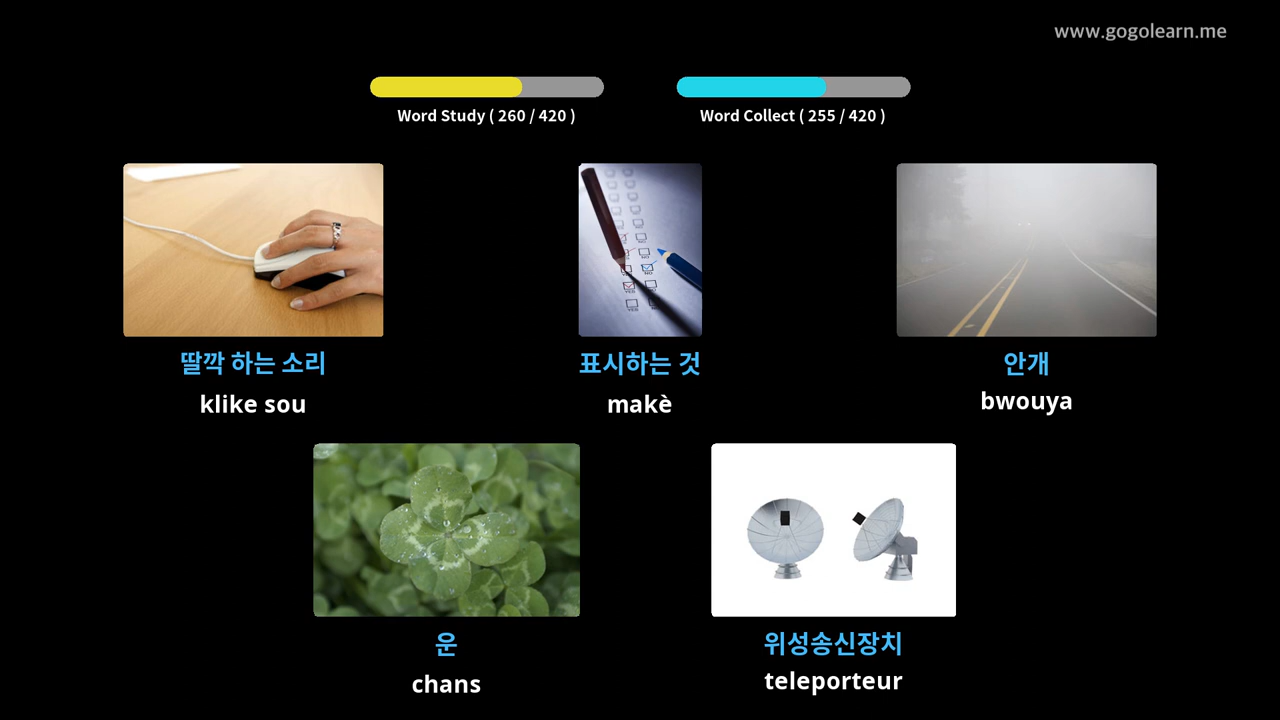 www.gogolearn.me
Word Study ( 260 / 420 )
Word Collect ( 255 / 420 )
딸깍 하는 소리
klike sou
표시하는 것
makè
안개
bwouya
운
chans
위성송신장치
teleporteur